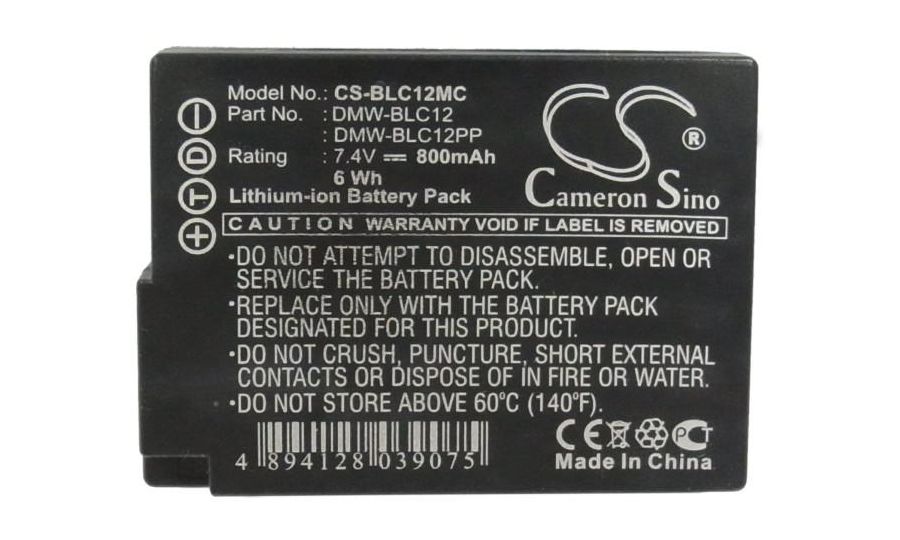 Model No.: CS-BLC12MC
Part No. : DMW-BLC12
: DMW-BLC12PP
Rating : 7.4V 800mAh
6 Wh
Lithium-ion Battery Pack
− D T +
Cameron Sino ®
CAUTION WARRANTY VOID IF LABEL IS REMOVED
·DO NOT ATTEMPT TO DISASSEMBLE, OPEN OR
SERVICE THE BATTERY PACK.
·REPLACE ONLY WITH THE BATTERY PACK
DESIGNATED FOR THIS EQUIPMENT.
·DO NOT CRUSH, PUNCTURE, SHORT EXTERNAL
CONTACTS OR DISPOSE OF IN FIRE OR WATER.
·DO NOT STORE ABOVE 60°C (140°F).
4 894128 039075
CE PCT
Made In China